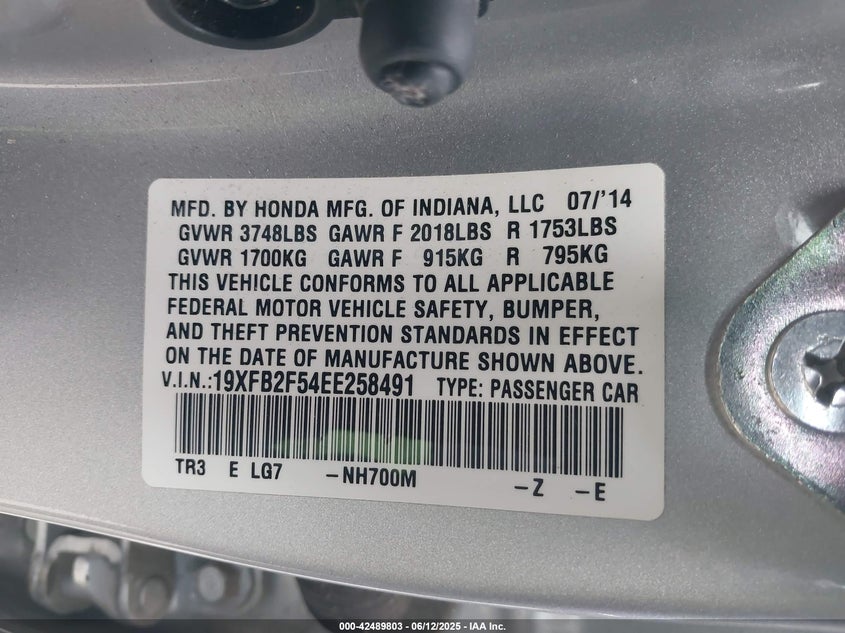 MFD. BY HONDA MFG. OF INDIANA, LLC 07/'14
GVWR 3748LBS GAWR F 2018LBS R 1753LBS
GVWR 1700KG GAWR F 915KG R 795KG
THIS VEHICLE CONFORMS TO ALL APPLICABLE
FEDERAL MOTOR VEHICLE SAFETY, BUMPER,
AND THEFT PREVENTION STANDARDS IN EFFECT
ON THE DATE OF MANUFACTURE SHOWN ABOVE.
V.I.N.:19XFB2F54EE258491 TYPE: PASSENGER CAR
TR3 E LG7 -NH700M -Z -E
000-42489803 - 06/12/2025 - IAA Inc.